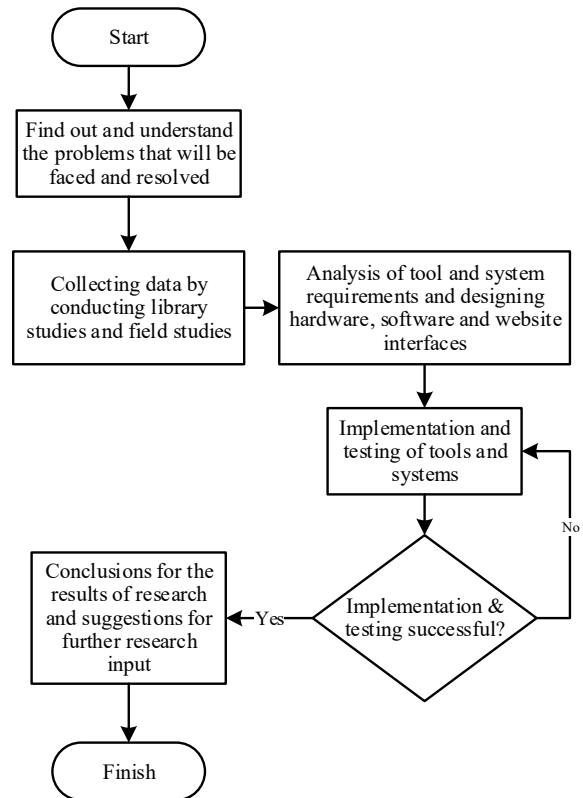 Start
Find out and understand
the problems that will be
faced and resolved
Collecting data by
conducting library
studies and field studies
Analysis of tool and system
requirements and designing
hardware, software and website
interfaces
Implementation and
testing of tools and
systems
No
Implementation &
testing successful?
Yes
Conclusions for the
results of research
and suggestions for
further research
input
Finish